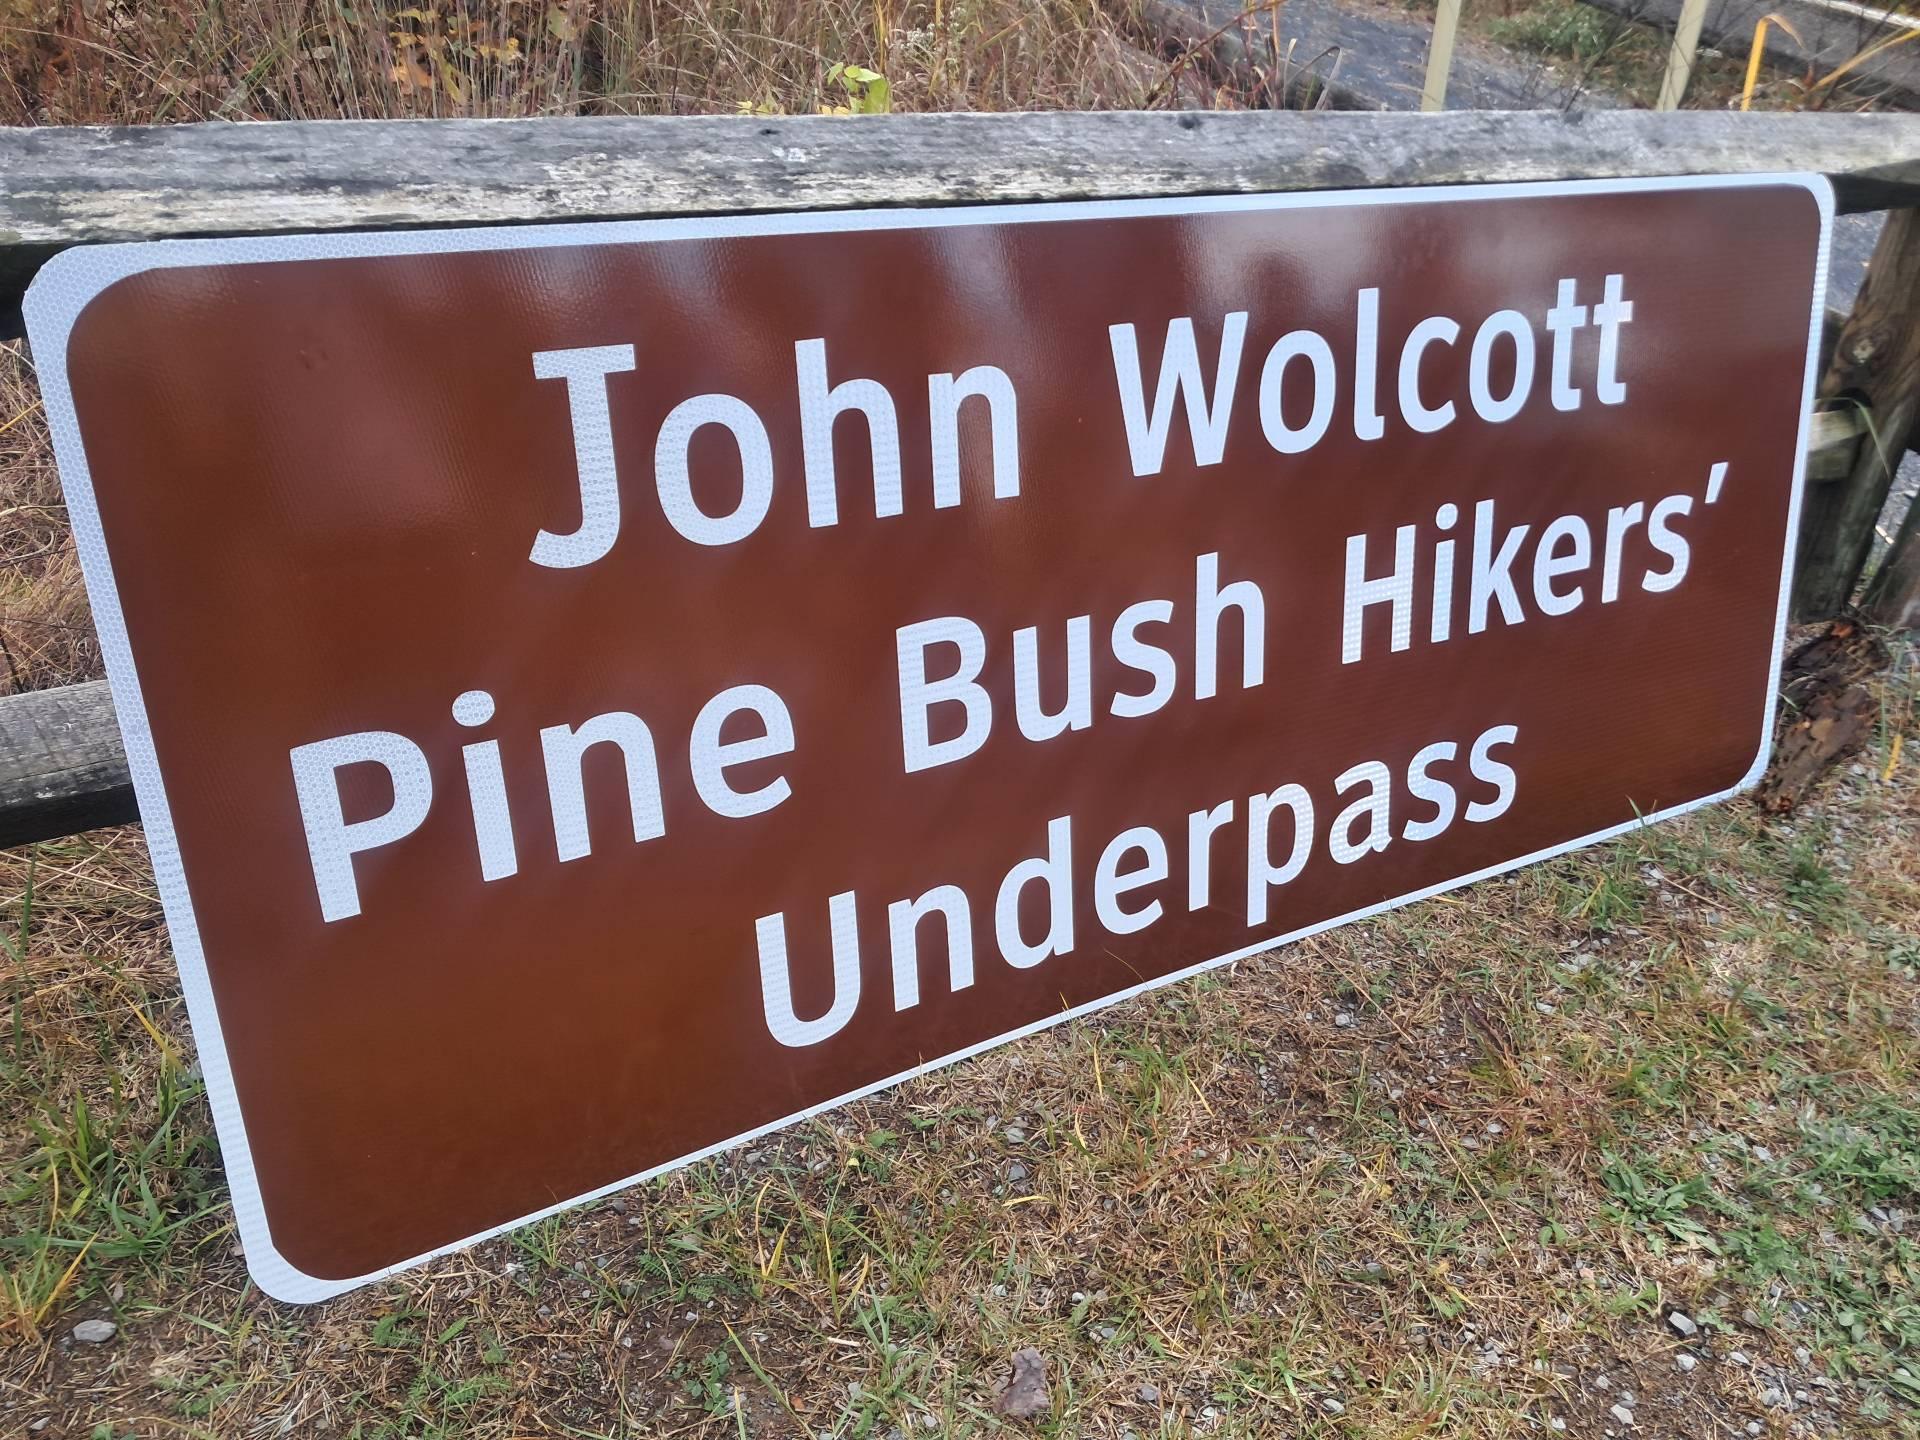 John Wolcott
Pine Bush Hikers’
Underpass